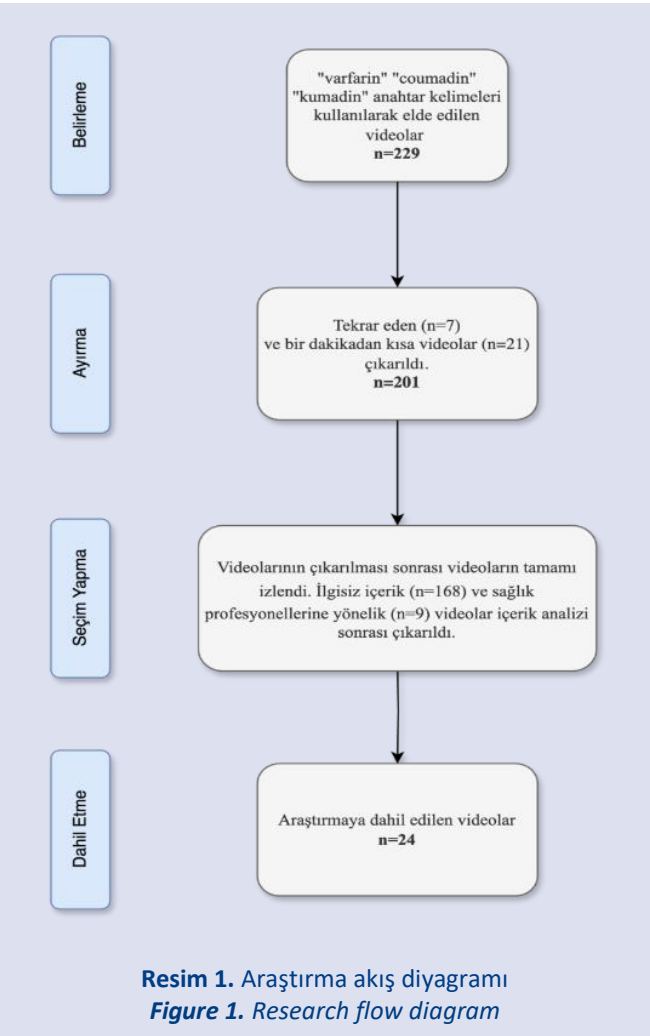 Belirleme
"varfarin" "coumadin"
"kumadin" anahtar kelimeleri
kullanılarak elde edilen
videolar
n=229
Ayırma
Tekrar eden (n=7)
ve bir dakikadan kısa videolar (n=21)
çıkarıldı.
n=201
Seçim Yapma
Videolarının çıkarılması sonrası videoların tamamı
izlendi. İlgisiz içerik (n=168) ve sağlık
profesyonellerine yönelik (n=9) videolar içerik analizi
sonrası çıkarıldı.
Dahil Etme
Araştırmaya dahil edilen videolar
n=24
Resim 1. Araştırma akış diyagramı
Figure 1. Research flow diagram